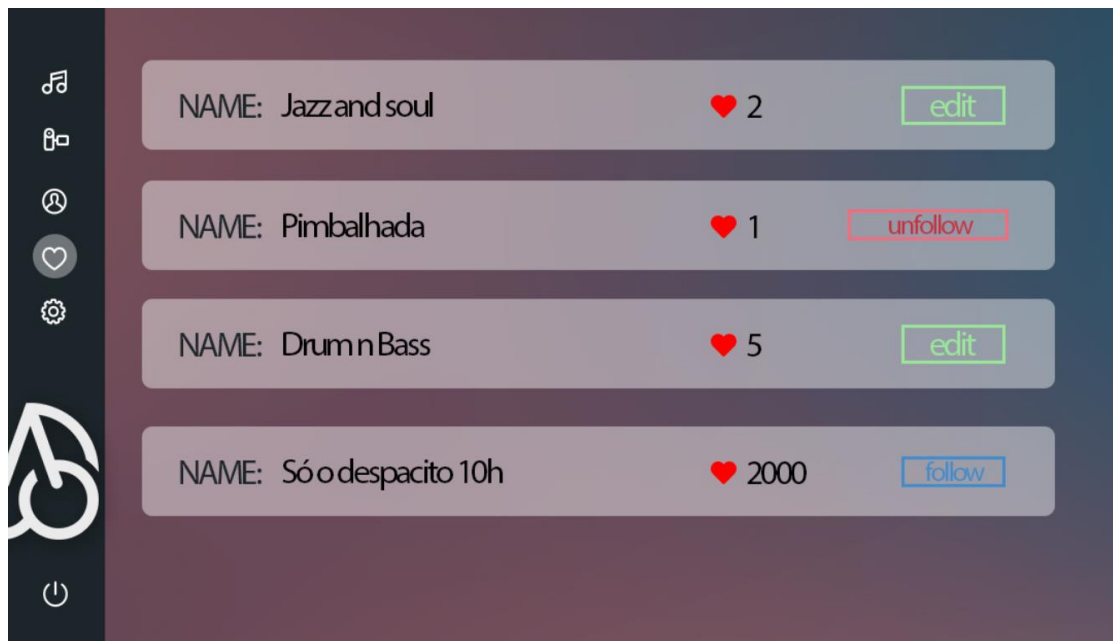 NAME: Jazz and soul 2 edit
NAME: Pimbalhada 1 unfollow
NAME: Drum n Bass 5 edit
NAME: Só o despacito 10h 2000 follow